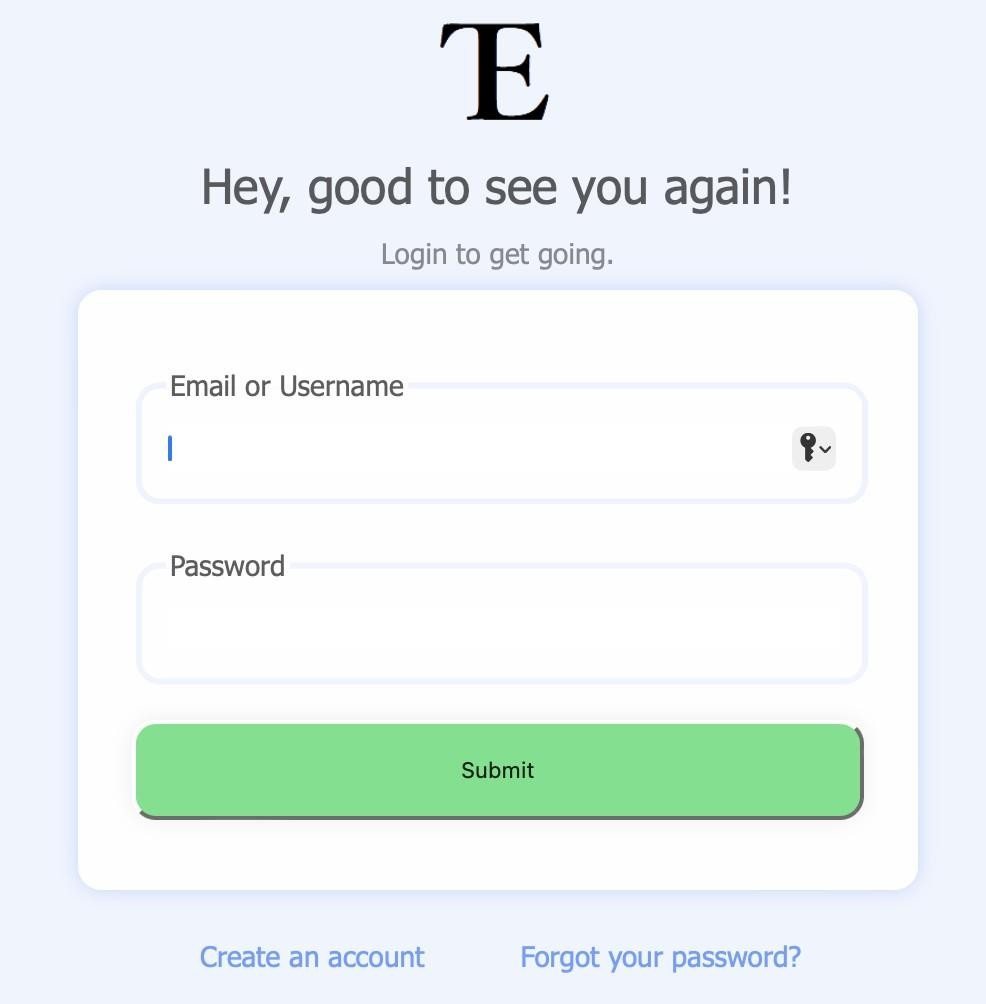 TE
Hey, good to see you again!
Login to get going.
Email or Username
Password
Submit
Create an account
Forgot your password?